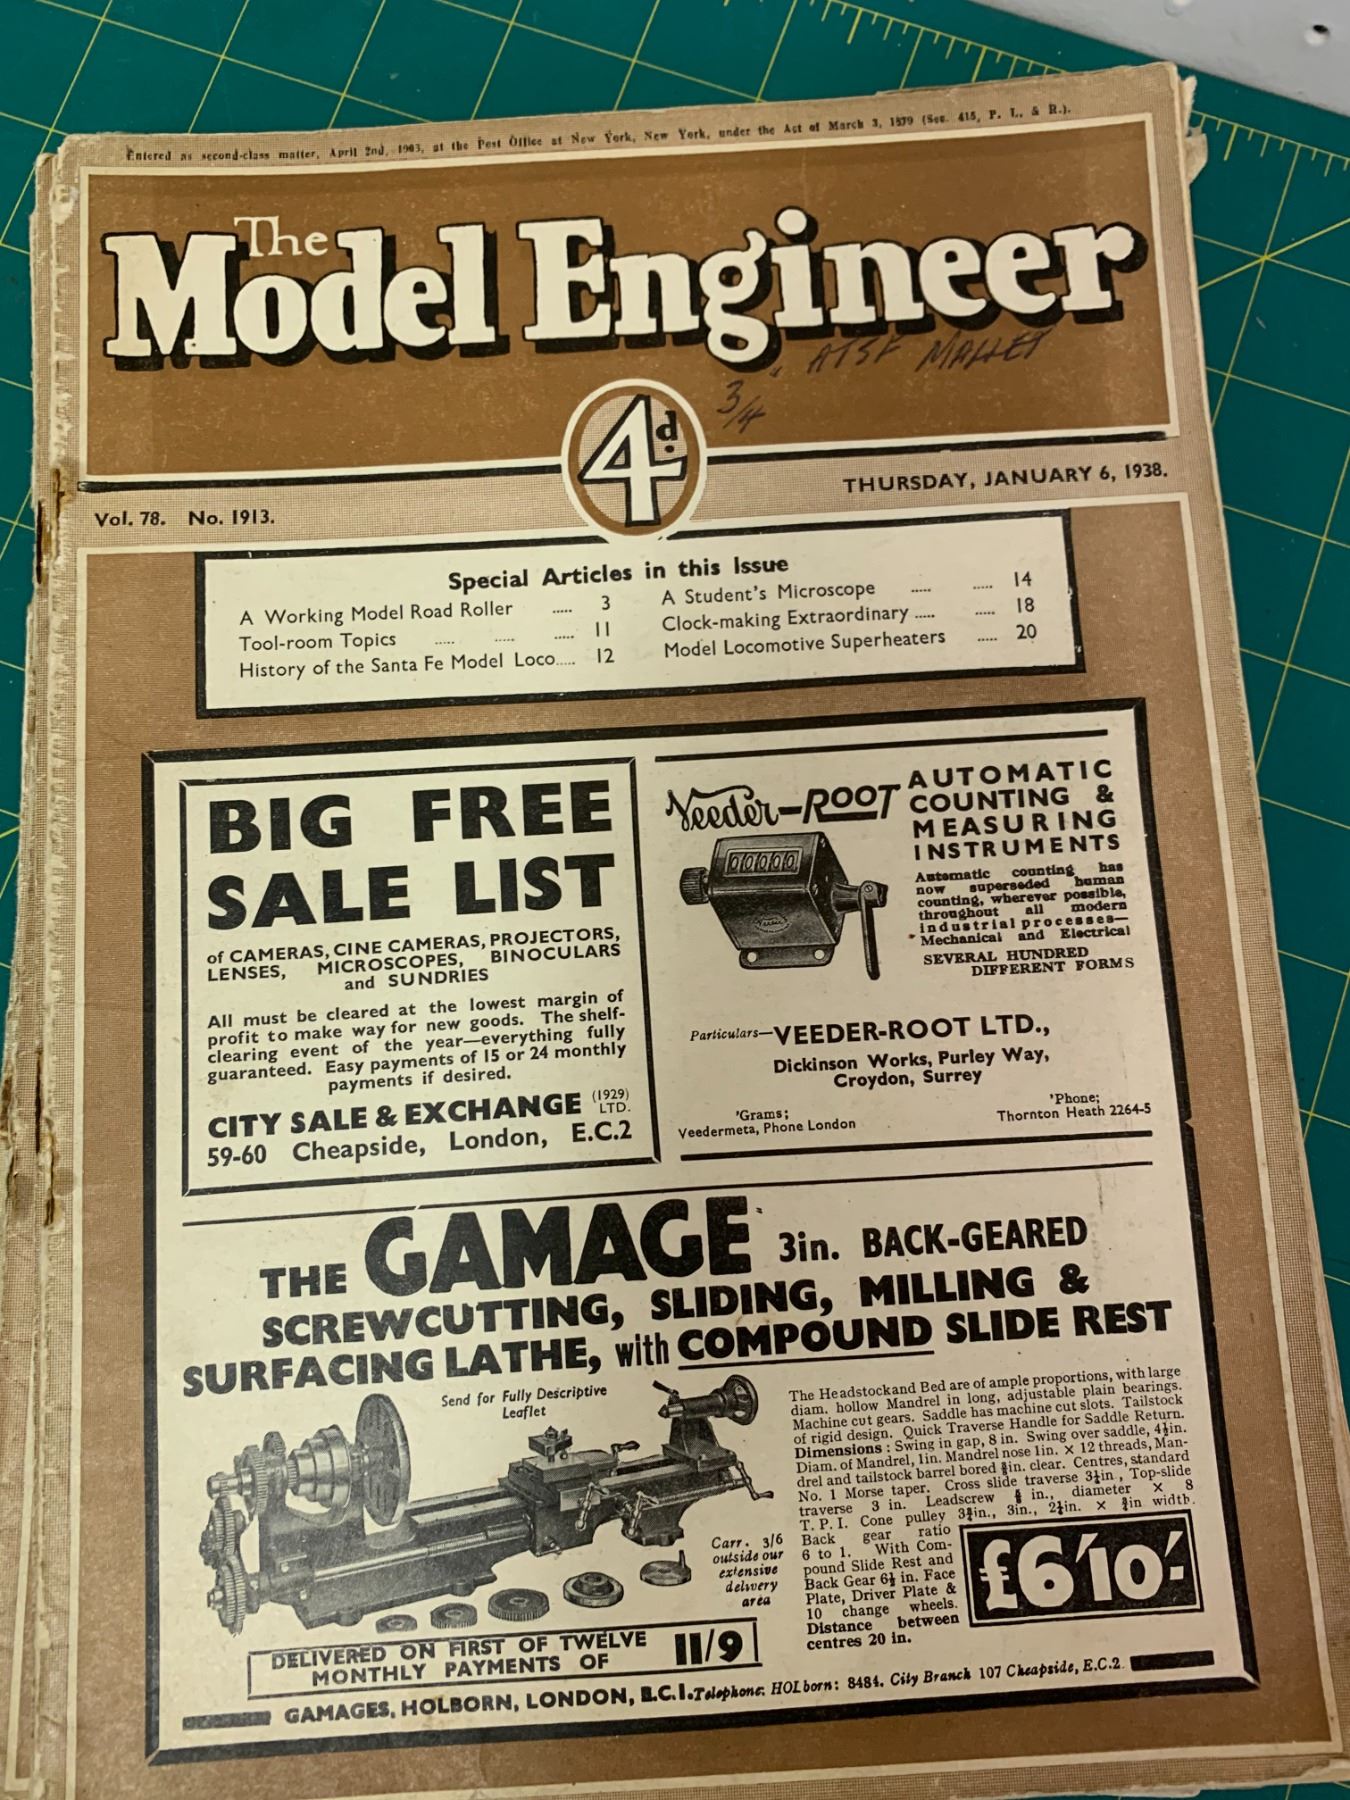 Entered as second-class matter, April 2nd, 1903, at the Post Office at New York, New York, under the Act of March 3, 1879 (Sec. 415, P. L. & R.).
The
Model Engineer
3/4" ATSF MALLET
4d.
THURSDAY, JANUARY 6, 1938.
Vol. 78. No. 1913.
Special Articles in this Issue
A Working Model Road Roller ..... 3
Tool-room Topics ..... ..... ..... 11
History of the Santa Fe Model Loco..... 12
A Student's Microscope ..... ..... 14
Clock-making Extraordinary ..... ..... 18
Model Locomotive Superheaters ..... 20
BIG FREE
SALE LIST
of CAMERAS, CINE CAMERAS, PROJECTORS,
LENSES, MICROSCOPES, BINOCULARS
and SUNDRIES
All must be cleared at the lowest margin of
profit to make way for new goods. The shelf-
clearing event of the year—everything fully
guaranteed. Easy payments of 15 or 24 monthly
payments if desired.
CITY SALE & EXCHANGE (1929) LTD.
59-60 Cheapside, London, E.C.2
Veeder-ROOT
AUTOMATIC
COUNTING &
MEASURING
INSTRUMENTS
00000
Automatic counting has
now superseded human
counting, wherever possible,
throughout all modern
industrial processes—
Mechanical and Electrical
SEVERAL HUNDRED
DIFFERENT FORMS
Particulars—VEEDER-ROOT LTD.,
Dickinson Works, Purley Way,
Croydon, Surrey
'Grams;
Veedermeta, Phone London
'Phone;
Thornton Heath 2264-5
THE GAMAGE 3in. BACK-GEARED
SCREWCUTTING, SLIDING, MILLING &
SURFACING LATHE, with COMPOUND SLIDE REST
Send for Fully Descriptive
Leaflet
The Headstockand Bed are of ample proportions, with large
diam. hollow Mandrel in long, adjustable plain bearings.
Machine cut gears. Saddle has machine cut slots. Tailstock
of rigid design. Quick Traverse Handle for Saddle Return.
Dimensions: Swing in gap, 8 in. Swing over saddle, 4½in.
Diam. of Mandrel, 1in. Mandrel nose 1in. × 12 threads, Man-
drel and tailstock barrel bored in. clear. Centres, standard
No. 1 Morse taper. Cross slide traverse 3½in., Top-slide
traverse 3 in. Leadscrew in., diameter × 8
T. P. I. Cone pulley in., 3in., 2½in. × in width.
Back gear ratio
6 to 1. With Com-
pound Slide Rest and
Back Gear 6½ in. Face
Plate, Driver Plate &
10 change wheels.
Distance between
centres 20 in.
£6'10'-
Carr. 3/6
outside our
extensive
delivery
area
DELIVERED ON FIRST OF TWELVE
MONTHLY PAYMENTS OF 11/9
GAMAGES, HOLBORN, LONDON, E.C.1. Telephone: HOLborn: 8484. City Branch 107 Cheapside, E.C.2.